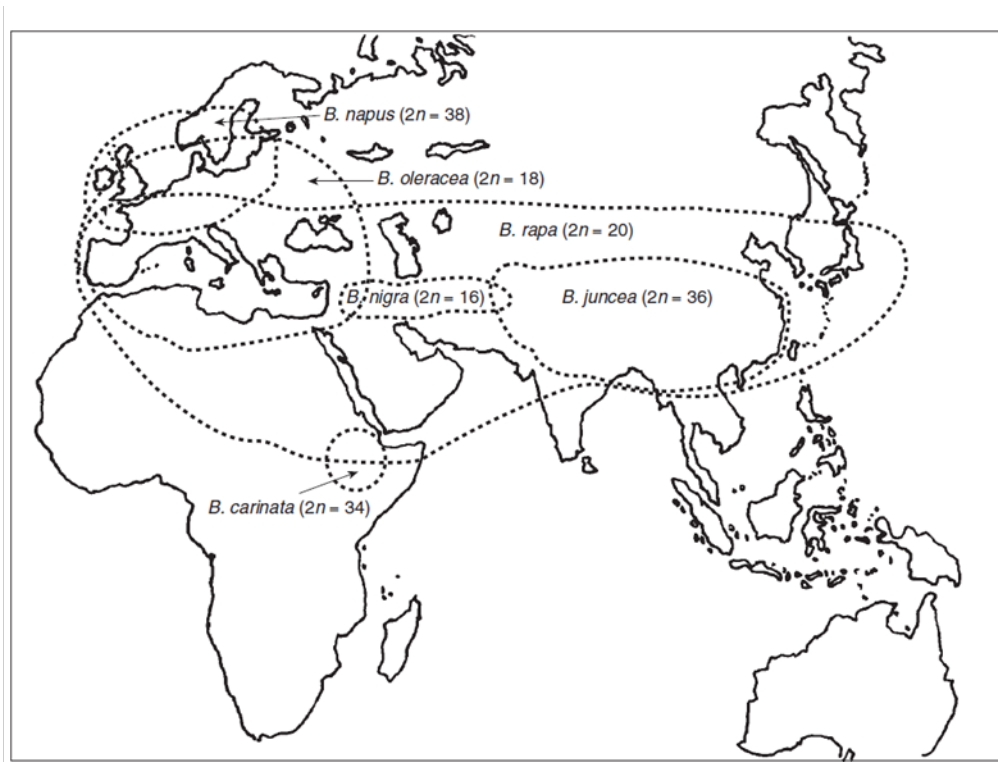 B. napus (2n = 38)
B. oleracea (2n = 18)
B. rapa (2n = 20)
B. nigra (2n = 16)
B. juncea (2n = 36)
B. carinata (2n = 34)